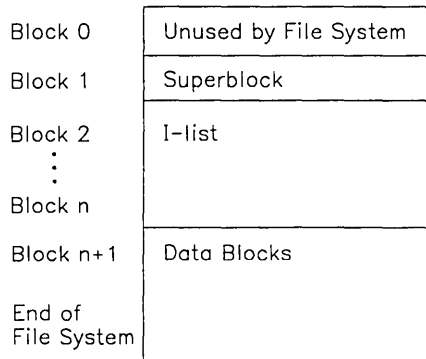 Block 0 Unused by File System
Block 1 Superblock
Block 2 I-list
⋮
Block n
Block n+1 Data Blocks
End of
File System